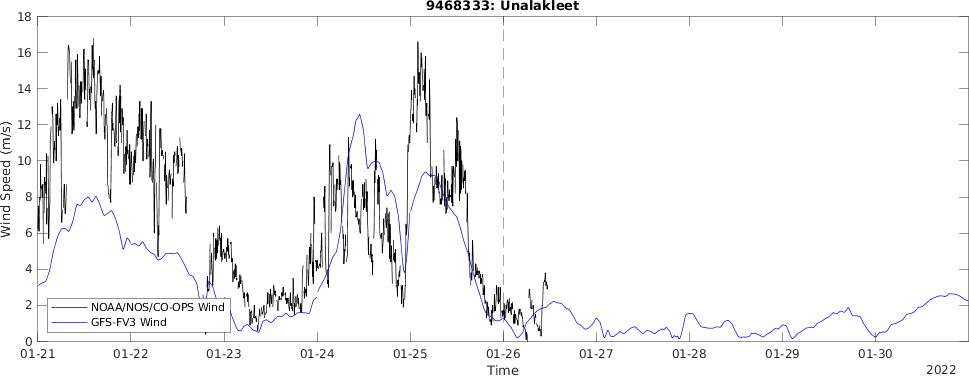 9468333: Unalakleet
Wind Speed (m/s)
18
16
14
12
10
8
6
4
2
0
NOAA/NOS/CO-OPS Wind
GFS-FV3 Wind
01-21 01-22 01-23 01-24 01-25 01-26 01-27 01-28 01-29 01-30
Time
2022